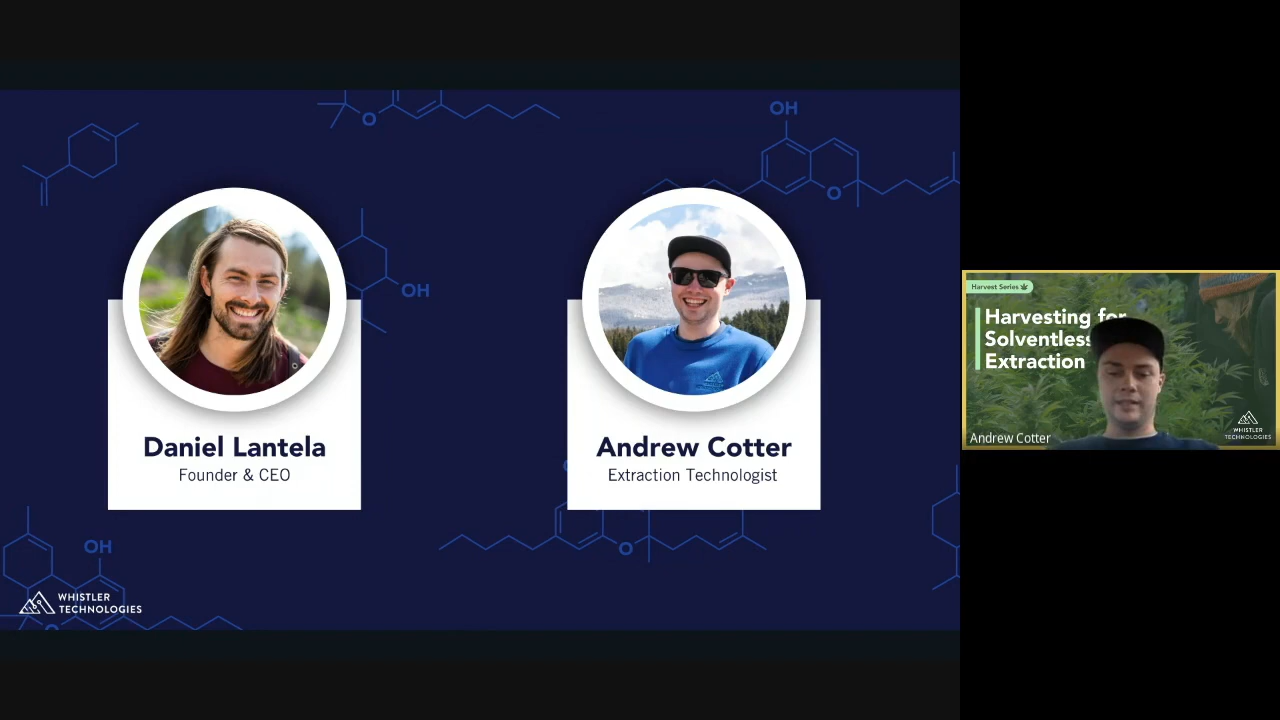 OH
O
OH
O
OH
Daniel Lantela
Founder & CEO
Andrew Cotter
Extraction Technologist
OH
O
WHISTLER
TECHNOLOGIES
Harvest Series
Harvesting for
Solventless
Extraction
Andrew Cotter
WHISTLER
TECHNOLOGIES